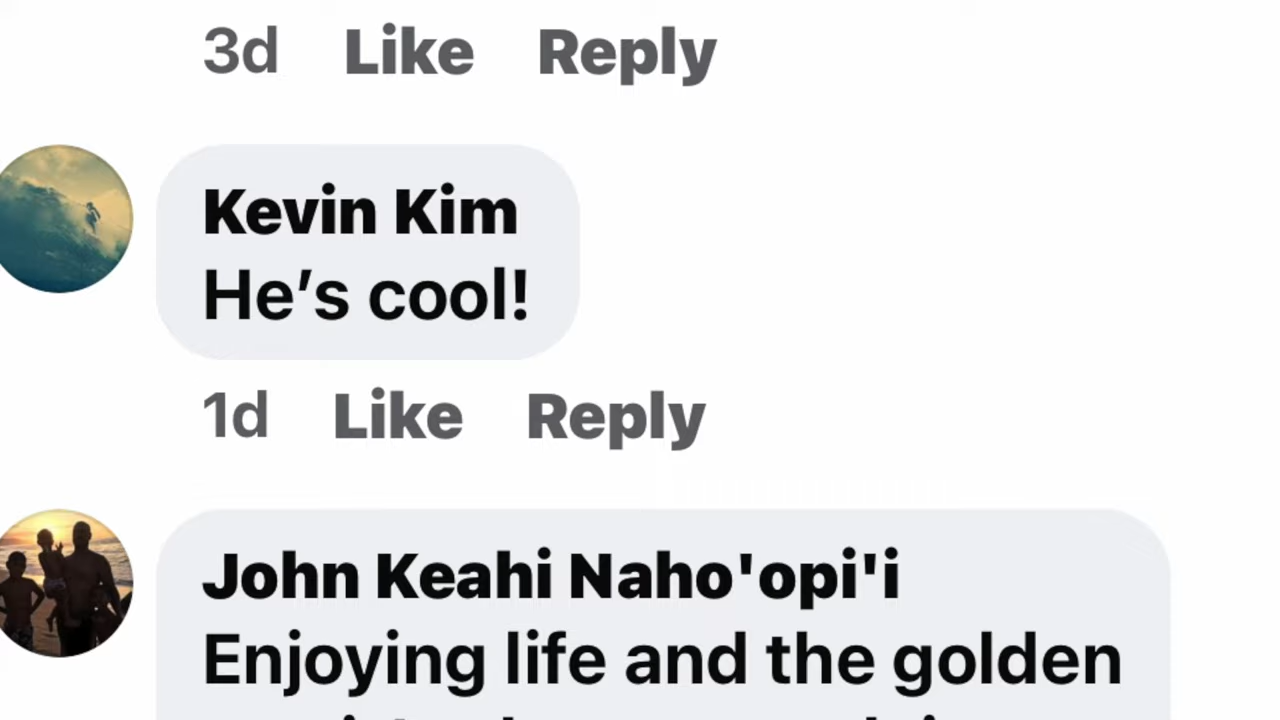 3d Like Reply
Kevin Kim
He’s cool!
1d Like Reply
John Keahi Naho'opi'i
Enjoying life and the golden